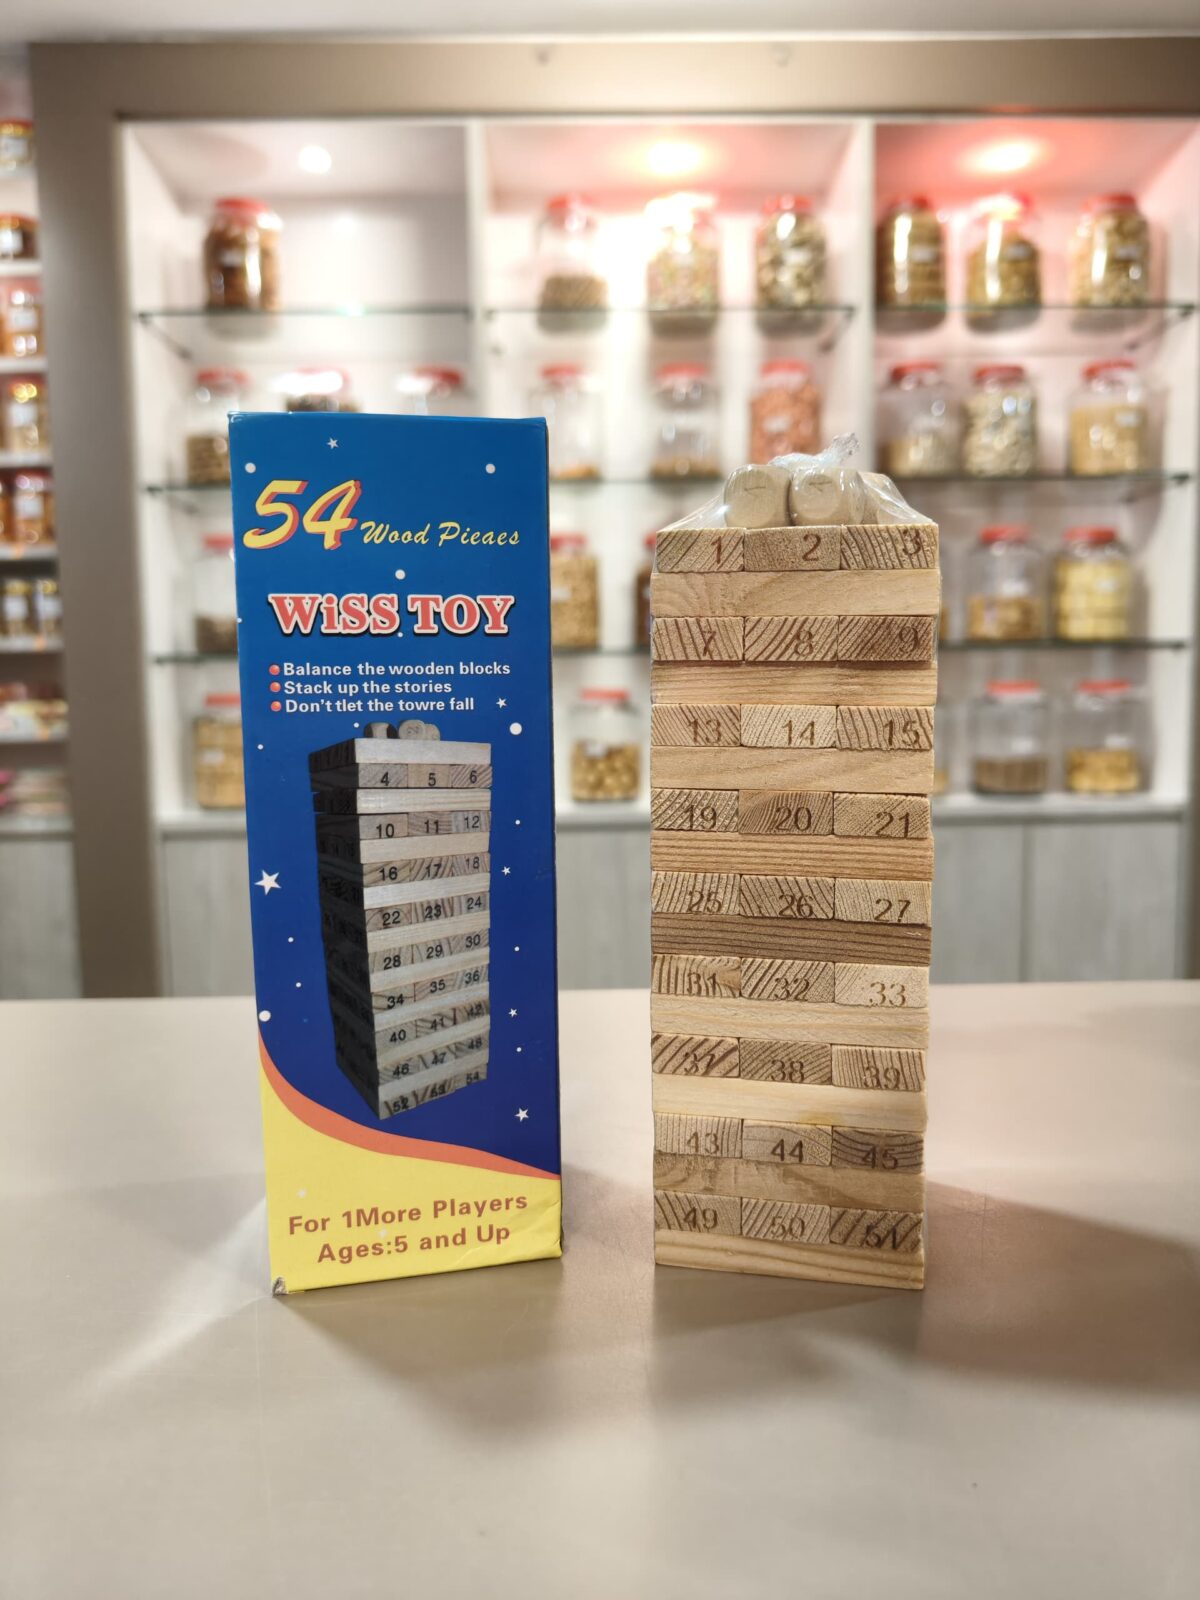 54 Wood Pieaes
WiSS TOY
Balance the wooden blocks
Stack up the stories
Don't tlet the towre fall
4 5 6
10 11 12
16 17 18
22 23 24
28 29 30
34 35 36
40 41 42
46 47 48
52 53 54
For 1More Players
Ages:5 and Up
1 2 3
7 8 9
13 14 15
19 20 21
25 26 27
31 32 33
37 38 39
43 44 45
49 50 51